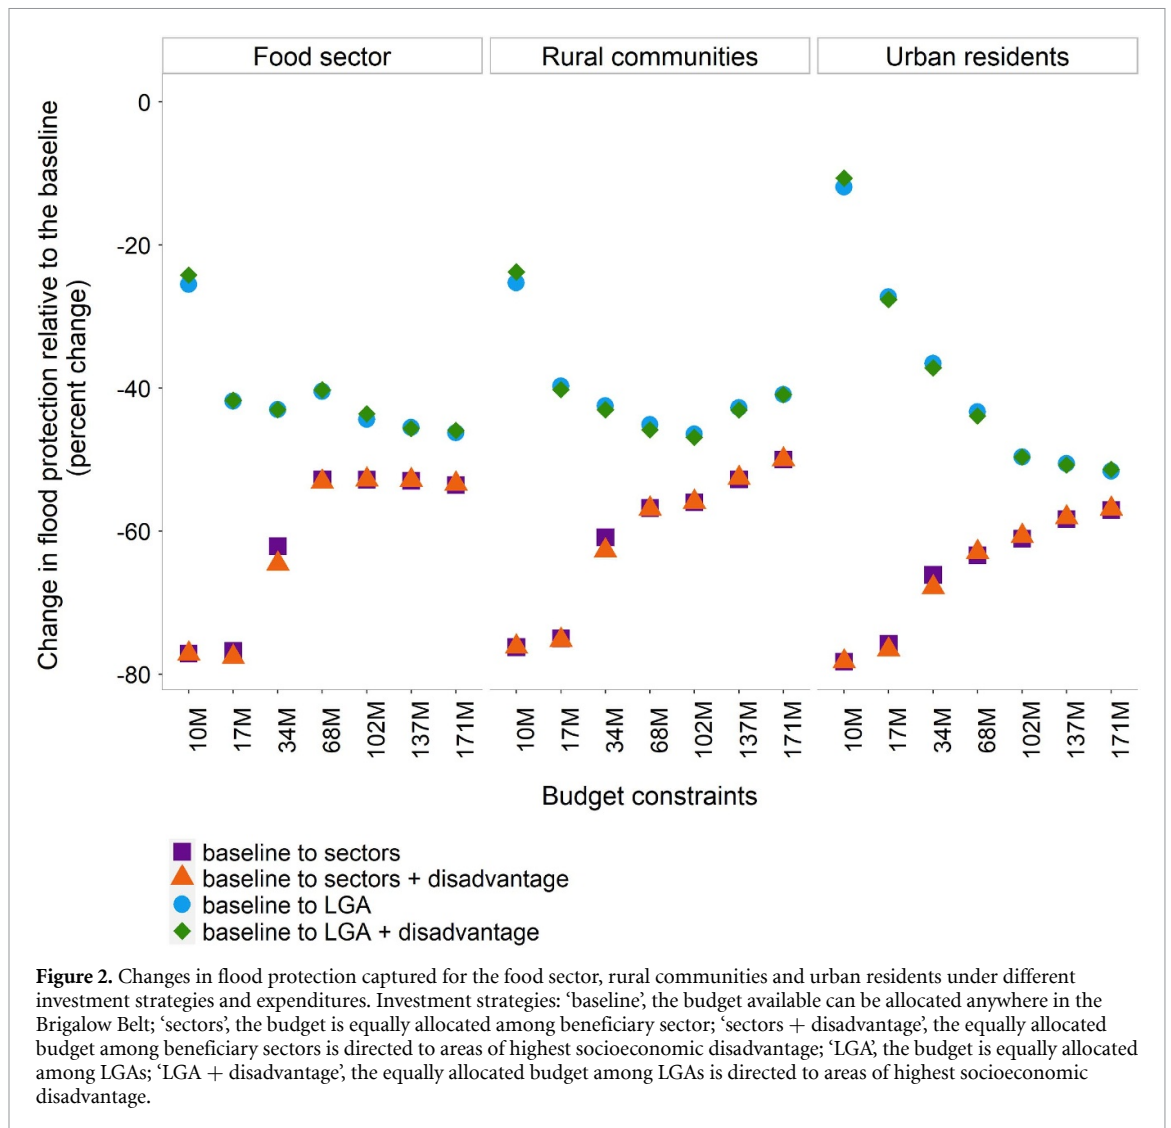 Food sector
Rural communities
Urban residents
Change in flood protection relative to the baseline
(percent change)
0
-20
-40
-60
-80
10M
17M
34M
68M
102M
137M
171M
10M
17M
34M
68M
102M
137M
171M
10M
17M
34M
68M
102M
137M
171M
Budget constraints
baseline to sectors
baseline to sectors + disadvantage
baseline to LGA
baseline to LGA + disadvantage
Figure 2. Changes in flood protection captured for the food sector, rural communities and urban residents under different
investment strategies and expenditures. Investment strategies: ‘baseline’, the budget available can be allocated anywhere in the
Brigalow Belt; ‘sectors’, the budget is equally allocated among beneficiary sector; ‘sectors + disadvantage’, the equally allocated
budget among beneficiary sectors is directed to areas of highest socioeconomic disadvantage; ‘LGA’, the budget is equally allocated
among LGAs; ‘LGA + disadvantage’, the equally allocated budget among LGAs is directed to areas of highest socioeconomic
disadvantage.